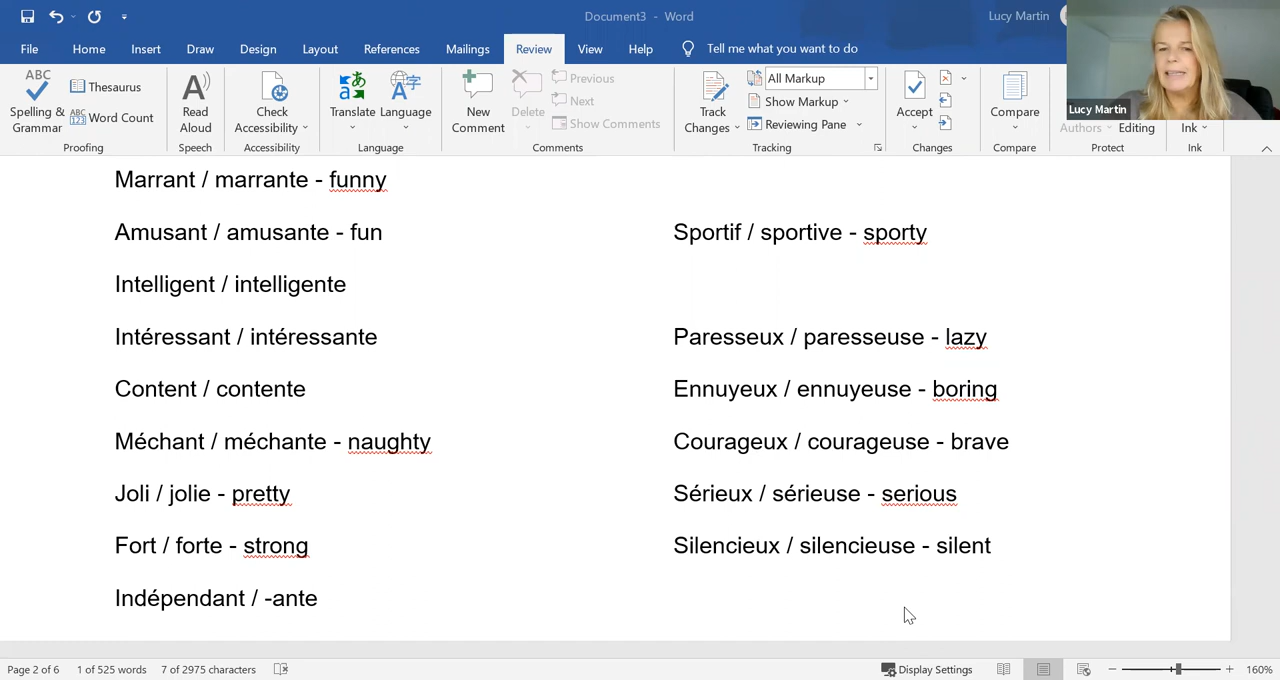 Document3 - Word
Lucy Martin
File Home Insert Draw Design Layout References Mailings Review View Help Tell me what you want to do
ABC
Spelling & Grammar
Thesaurus
ABC 123 Word Count
Proofing
A
Read Aloud
Speech
Check Accessibility
Accessibility
Translate
Language
Language
New Comment
Delete
Previous
Next
Show Comments
Comments
Track Changes
All Markup
Show Markup
Reviewing Pane
Tracking
Accept
Changes
Compare
Compare
Authors
Editing
Protect
Ink
Ink
Lucy Martin
Marrant / marrante - funny
Amusant / amusante - fun
Intelligent / intelligente
Intéressant / intéressante
Content / contente
Méchant / méchante - naughty
Joli / jolie - pretty
Fort / forte - strong
Indépendant / -ante
Sportif / sportive - sporty
Paresseux / paresseuse - lazy
Ennuyeux / ennuyeuse - boring
Courageux / courageuse - brave
Sérieux / sérieuse - serious
Silencieux / silencieuse - silent
Page 2 of 6 1 of 525 words 7 of 2975 characters Display Settings 160%